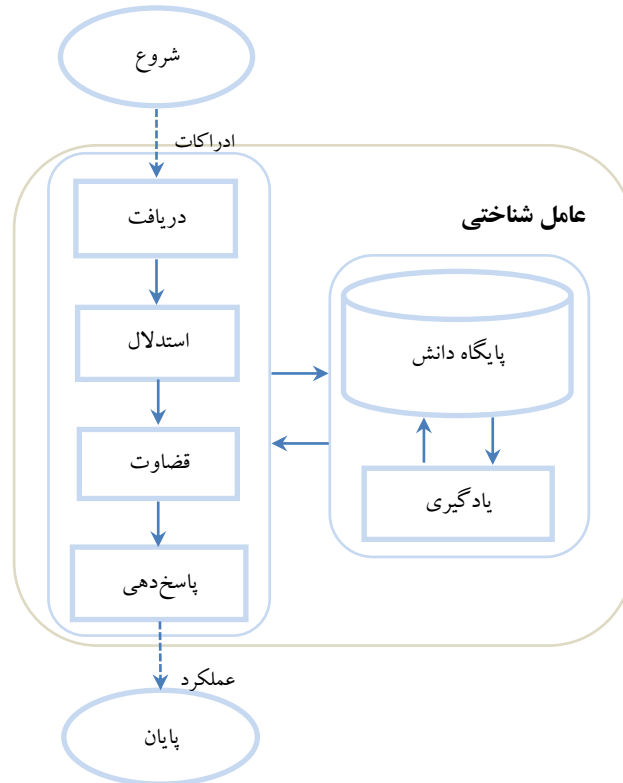 شروع
ادراکات
دریافت
عامل شناختی
استدلال
پایگاه دانش
قضاوت
یادگیری
پاسخ‌دهی
عملکرد
پایان